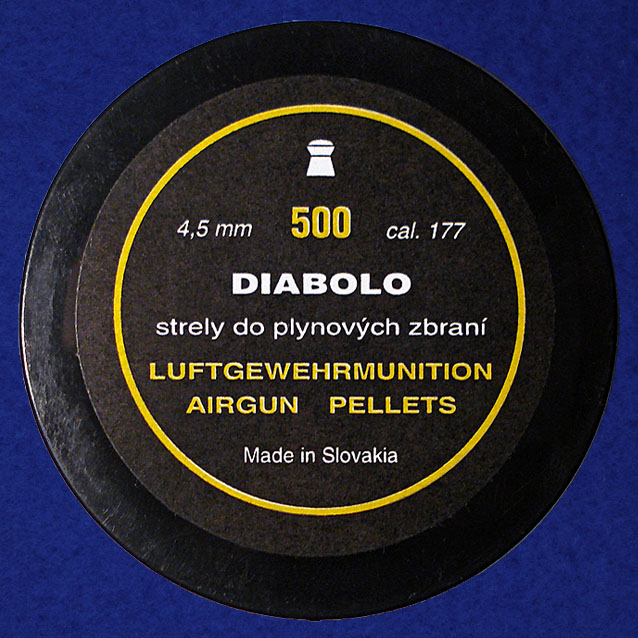 4,5 mm 500 cal. 177
DIABOLO
strely do plynových zbraní
LUFTGEWEHRMUNITION
AIRGUN PELLETS
Made in Slovakia